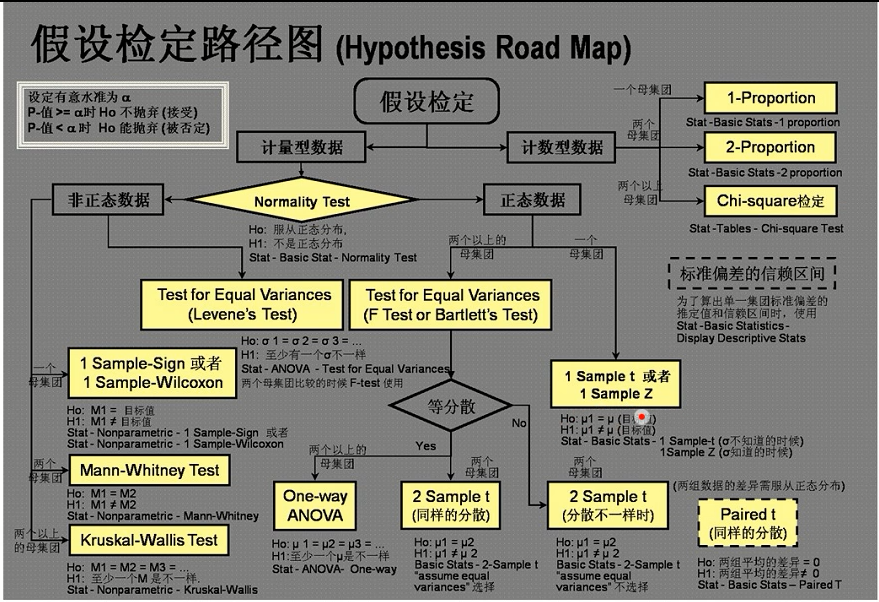 假设检定路径图 (Hypothesis Road Map)
设定有意水准为 α
P-值 >= α时 Ho 不抛弃 (接受)
P-值 < α 时 Ho 能抛弃 (被否定)
假设检定
计量型数据
计数型数据
一个母集团
1-Proportion
Stat -Basic Stats -1 proportion
两个
母集团
2-Proportion
Stat -Basic Stats -2 proportion
两个以上
母集团
Chi-square检定
Stat -Tables - Chi-square Test
非正态数据
Normality Test
正态数据
Ho: 服从正态分布,
H1: 不是正态分布
Stat - Basic Stat - Normality Test
两个以上的
母集团
一个
母集团
标准偏差的信赖区间
为了算出单一集团标准偏差的
推定值和信赖区间时，使用
Stat -Basic Statistics -
Display Descriptive Stats
Test for Equal Variances
(Levene's Test)
Test for Equal Variances
(F Test or Bartlett's Test)
Ho: σ 1 = σ 2 = σ 3 = ...
H1: 至少有一个σ不一样
Stat - ANOVA - Test for Equal Variances
两个母集团比较的时候 F-test 使用
一个
母集团
1 Sample-Sign 或者
1 Sample-Wilcoxon
Ho: M1 = 目标值
H1: M1 ≠ 目标值
Stat - Nonparametric - 1 Sample-Sign 或者
Stat - Nonparametric - 1 Sample-Wilcoxon
1 Sample t 或者
1 Sample Z
Ho: μ1 = μ (目标值)
H1: μ1 ≠ μ (目标值)
Stat - Basic Stats - 1 Sample-t (σ不知道的时候)
1Sample Z (σ知道的时候)
等分散
Yes
No
两个
母集团
Mann-Whitney Test
Ho: M1 = M2
H1: M1 ≠ M2
Stat - Nonparametric - Mann-Whitney
两个以上
的母集团
Kruskal-Wallis Test
Ho: M1 = M2 = M3 = ...
H1: 至少一个M 是不一样.
Stat - Nonparametric - Kruskal-Wallis
两个以上的
母集团
One-way
ANOVA
Ho: μ 1 = μ2 = μ3 = ...
H1:至少一个μ是不一样
Stat - ANOVA- One-way
两个
母集团
2 Sample t
(同样的分散)
Ho: μ1 = μ2
H1: μ1 ≠ μ 2
Basic Stats - 2-Sample t
"assume equal
variances" 选择
两个
母集团
2 Sample t
(分散不一样时)
Ho: μ1 = μ2
H1: μ1 ≠ μ 2
Basic Stats - 2-Sample t
"assume equal
variances" 不选择
(两组数据的差异需服从正态分布)
Paired t
(同样的分散)
Ho: 两组平均的差异 = 0
H1: 两组平均的差异≠ 0
Stat - Basic Stats – Paired T